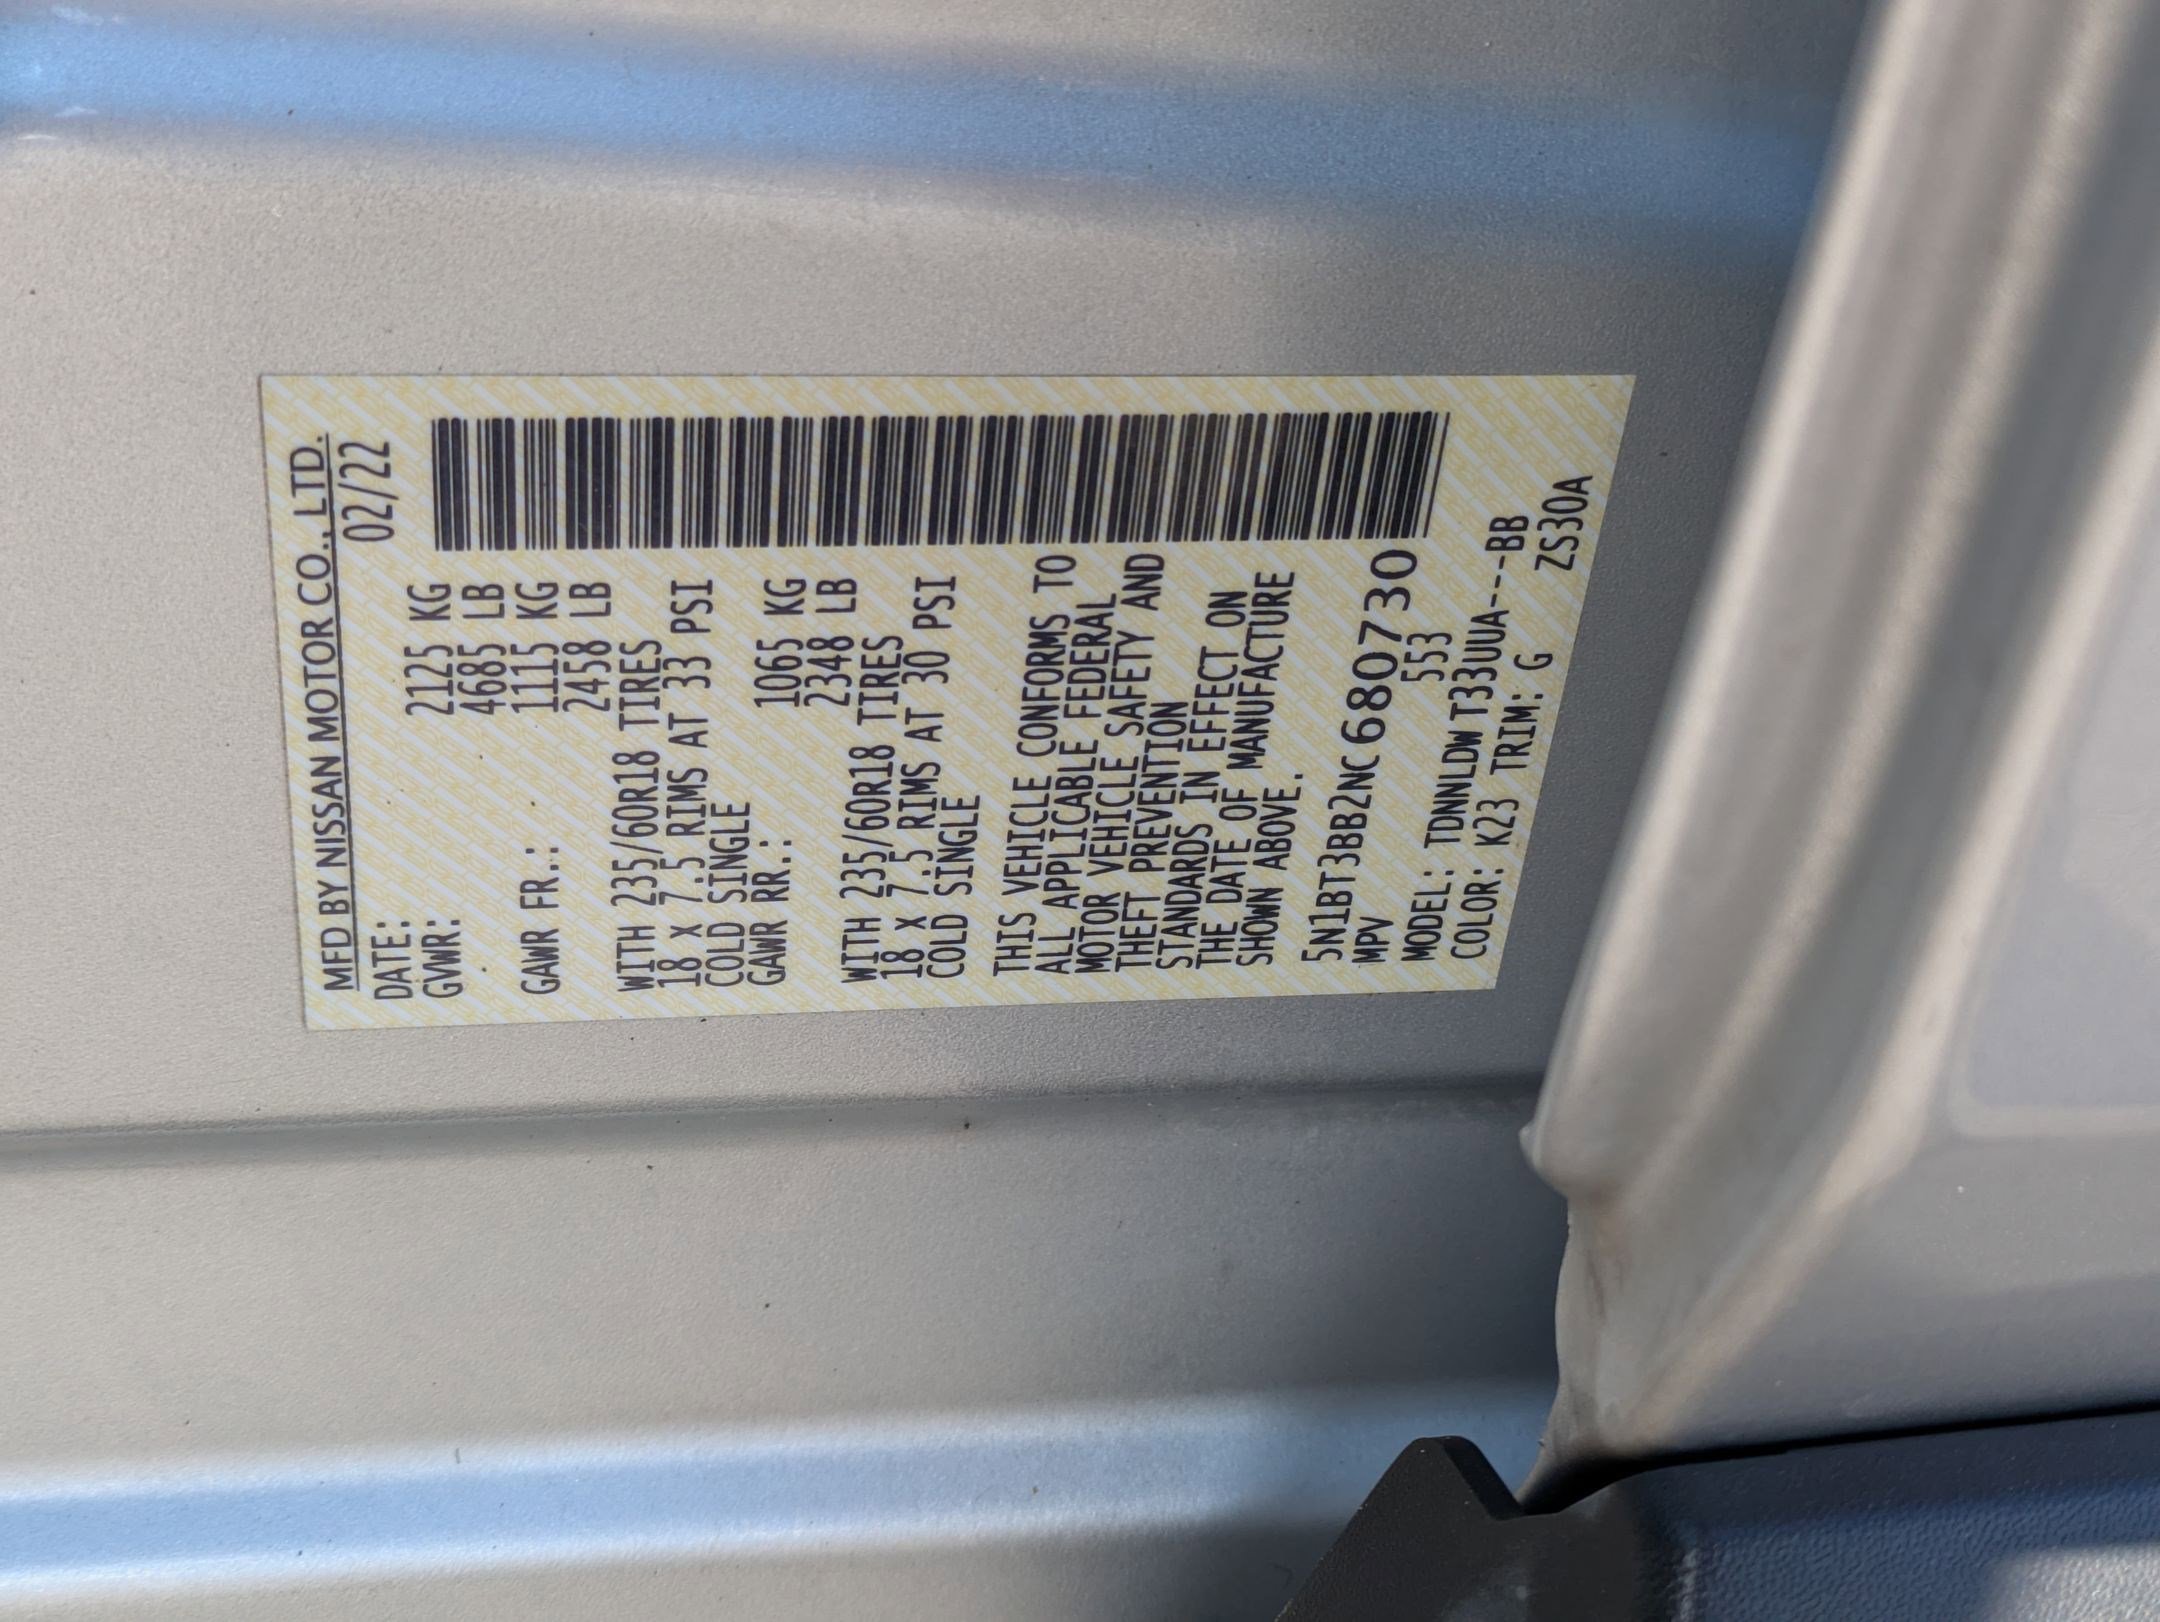 MFD BY NISSAN MOTOR CO., LTD.
DATE: 02/22
GVWR: 2125 KG
4685 LB
GAWR FR.: 1115 KG
2458 LB
WITH 235/60R18 TIRES
18 X 7.5 RIMS AT 33 PSI
COLD SINGLE
GAWR RR.: 1065 KG
2348 LB
WITH 235/60R18 TIRES
18 X 7.5 RIMS AT 30 PSI
COLD SINGLE
THIS VEHICLE CONFORMS TO
ALL APPLICABLE FEDERAL
MOTOR VEHICLE SAFETY AND
THEFT PREVENTION
STANDARDS IN EFFECT ON
THE DATE OF MANUFACTURE
SHOWN ABOVE.
5N1BT3BB2NC680730
MPV 553
MODEL: TDNNLDWT33UUA---BB
COLOR: K23 TRIM: G ZS30A